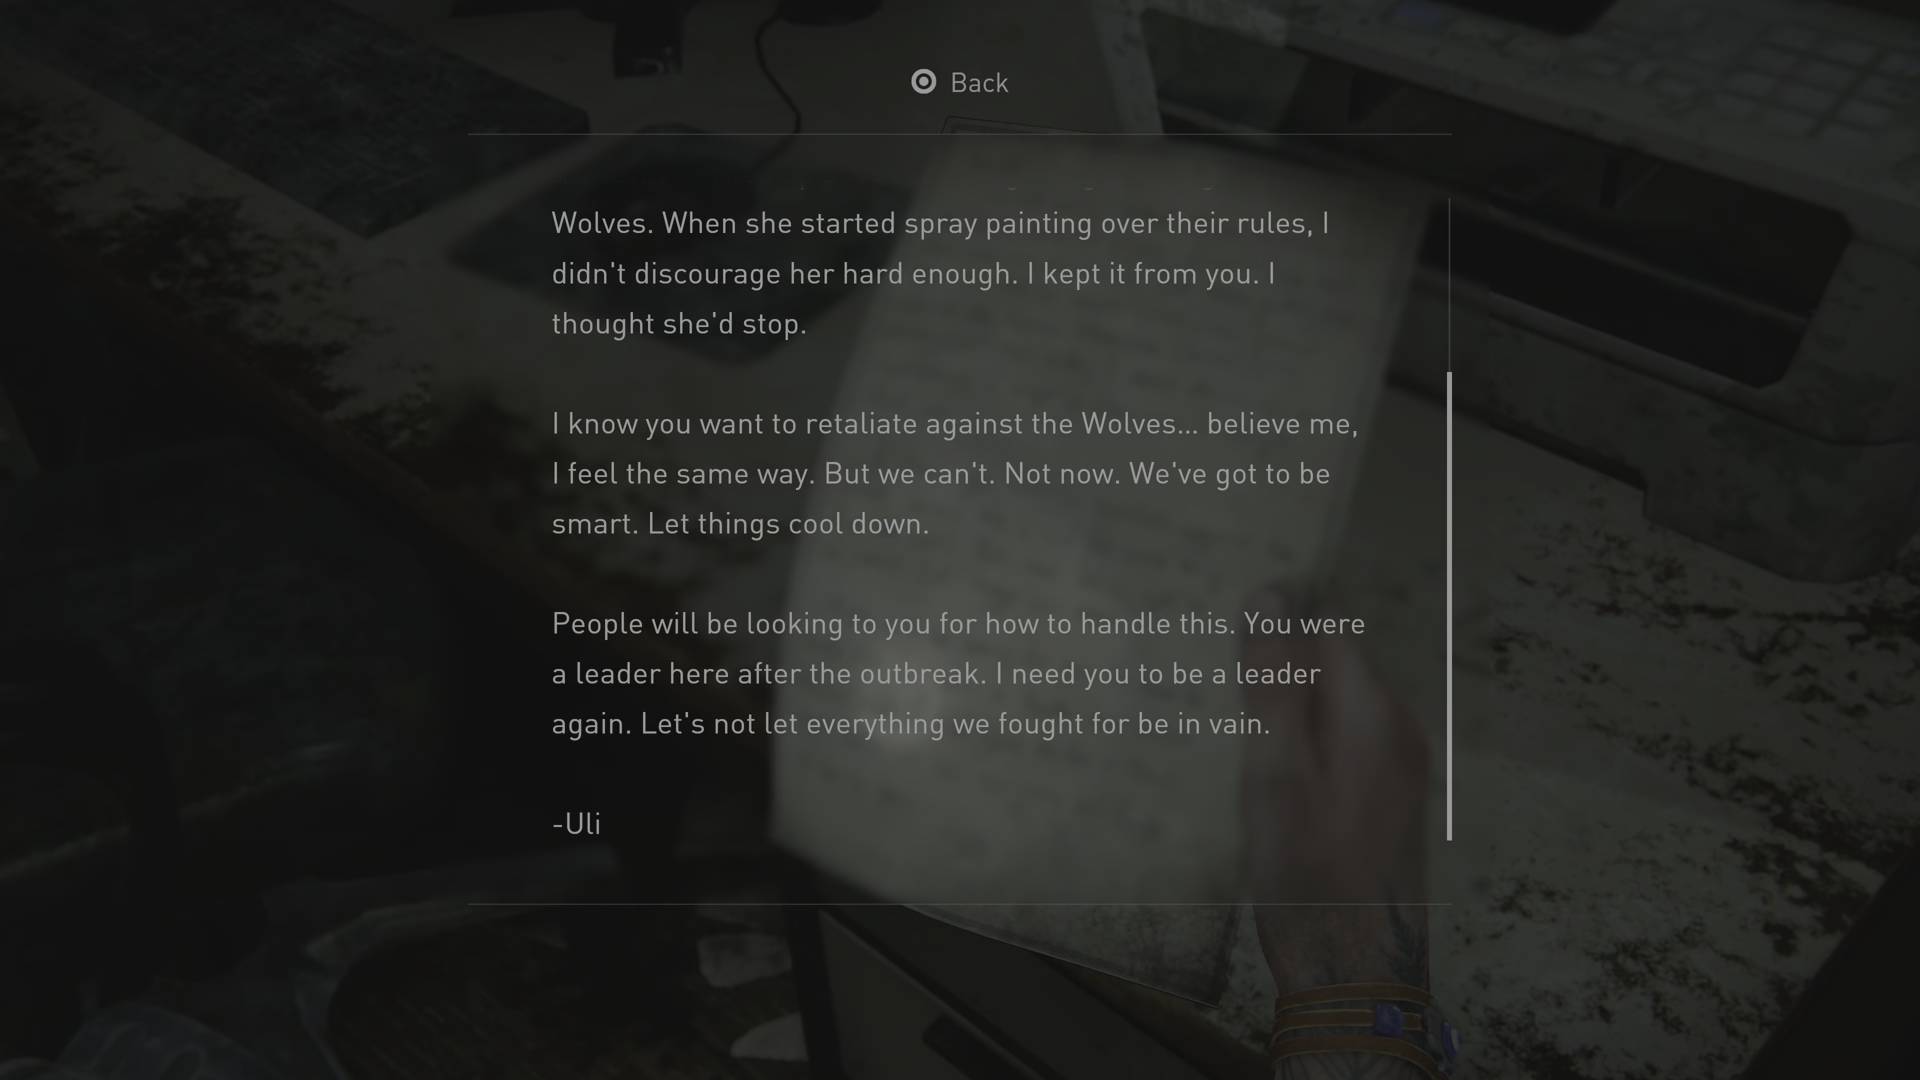 Back
Wolves. When she started spray painting over their rules, I
didn't discourage her hard enough. I kept it from you. I
thought she'd stop.
I know you want to retaliate against the Wolves... believe me,
I feel the same way. But we can't. Not now. We've got to be
smart. Let things cool down.
People will be looking to you for how to handle this. You were
a leader here after the outbreak. I need you to be a leader
again. Let's not let everything we fought for be in vain.
-Uli